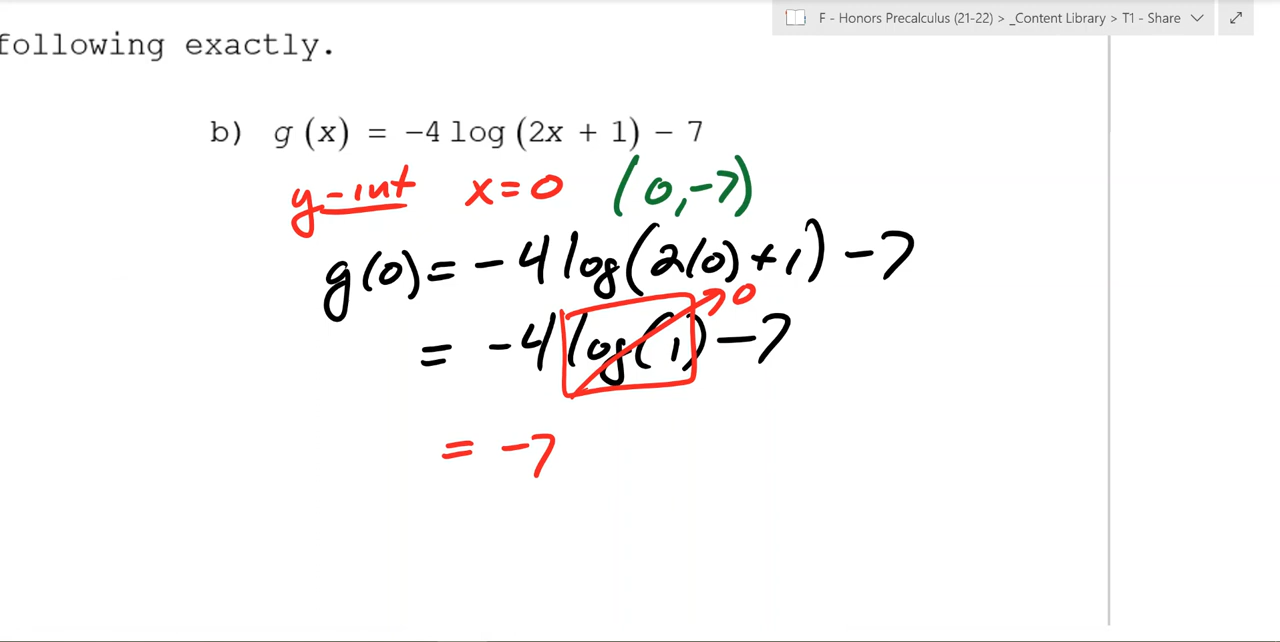 F - Honors Precalculus (21-22) > _Content Library > T1 - Share
following exactly.
b) g (x) = −4 log (2x + 1) − 7
y-int x=0 (0,-7)
g(0)= -4 log(2(0)+1) -7
= -4 log(1) -7 0
= -7